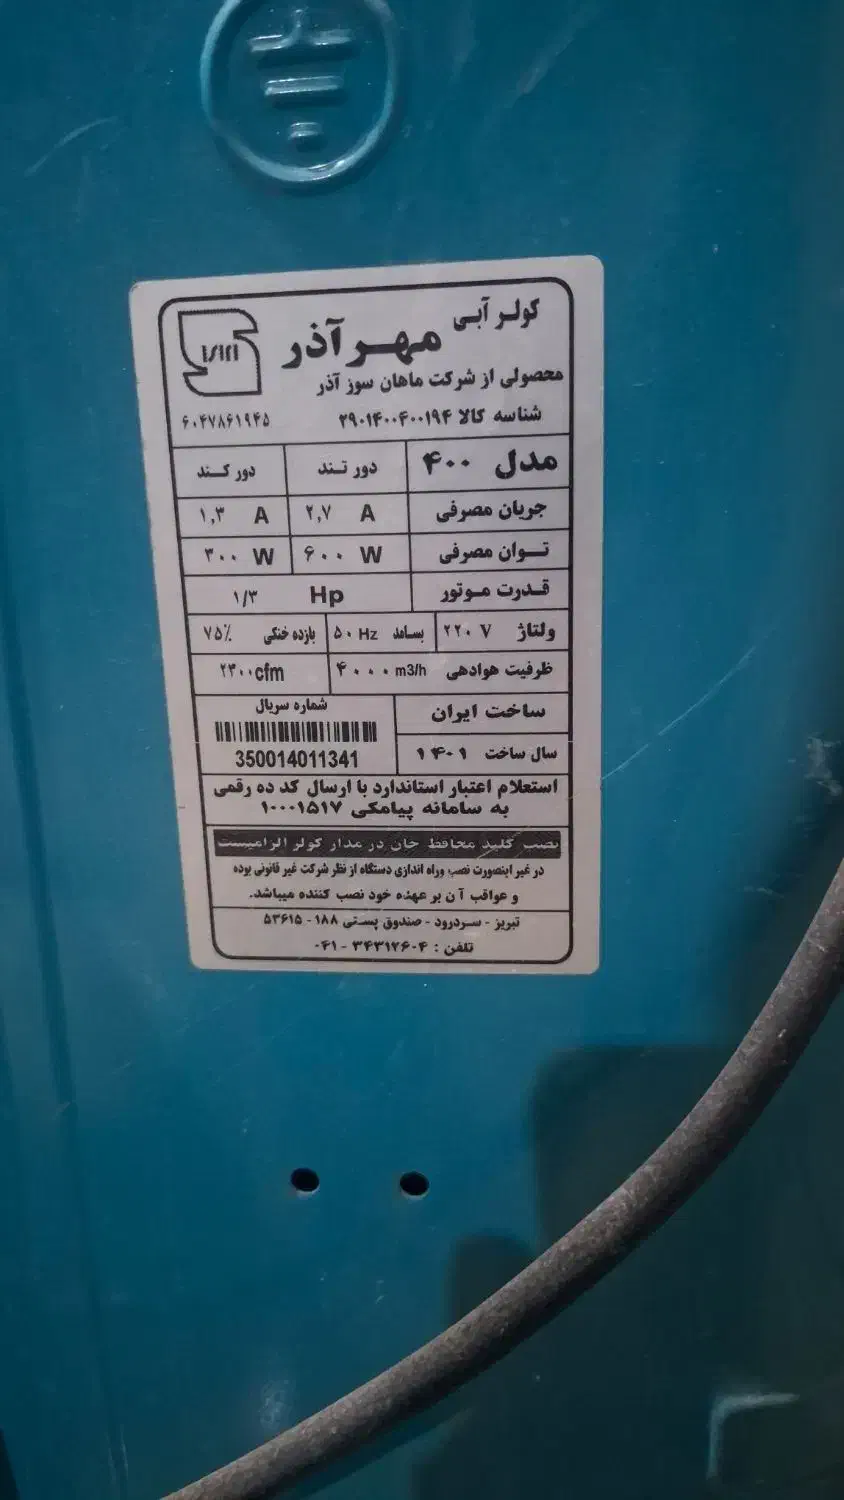 کولر آبی
مهر آذر
محصولی از شرکت ماهان سوز آذر
شناسه کالا ۲۹۰۱۴۰۰۴۰۰۱۹۴ ۶۰۴۷۸۶۱۹۴۵
مدل ۴۰۰ دور تند دور کند
جریان مصرفی ۲,۷ A ۱,۳ A
توان مصرفی ۶۰۰ W ۳۰۰ W
قدرت موتور ۱/۳ Hp
ولتاژ ۲۲۰ V بسامد ۵۰ Hz بازده خنکی ۷۵٪
ظرفیت هوادهی ۴۰۰۰ m3/h ۲۳۰۰ cfm
ساخت ایران شماره سریال
سال ساخت ۱۴۰۱ 350014011341
استعلام اعتبار استاندارد با ارسال کد ده رقمی
به سامانه پیامکی ۱۰۰۰۱۵۱۷
نصب کلید محافظ جان در مدار کولر الزامیست
در غیر اینصورت نصب وراه اندازی دستگاه از نظر شرکت غیر قانونی بوده
و عواقب آن بر عهده خود نصب کننده میباشد.
تبریز - سردرود - صندوق پستی ۱۸۸ - ۵۳۶۱۵
تلفن : ۳۴۳۱۷۶۰۴ - ۰۴۱